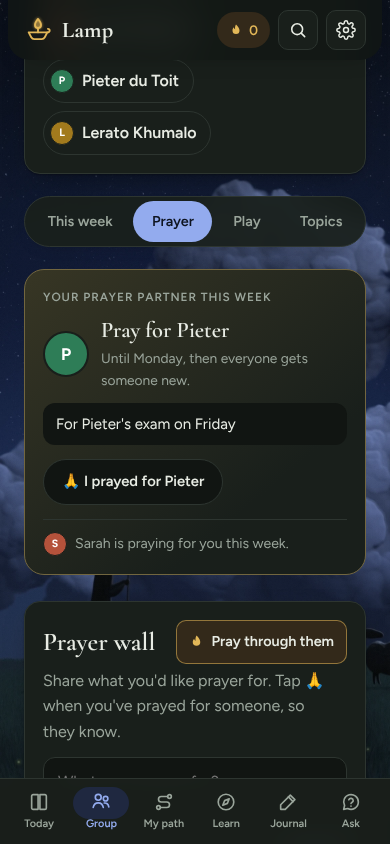 Lamp
0
P Pieter du Toit
L Lerato Khumalo
This week Prayer Play Topics
YOUR PRAYER PARTNER THIS WEEK
P
Pray for Pieter
Until Monday, then everyone gets
someone new.
For Pieter's exam on Friday
🙏 I prayed for Pieter
S Sarah is praying for you this week.
Prayer wall
Pray through them
Share what you'd like prayer for. Tap 🙏
when you've prayed for someone, so
they know.
Today Group My path Learn Journal Ask